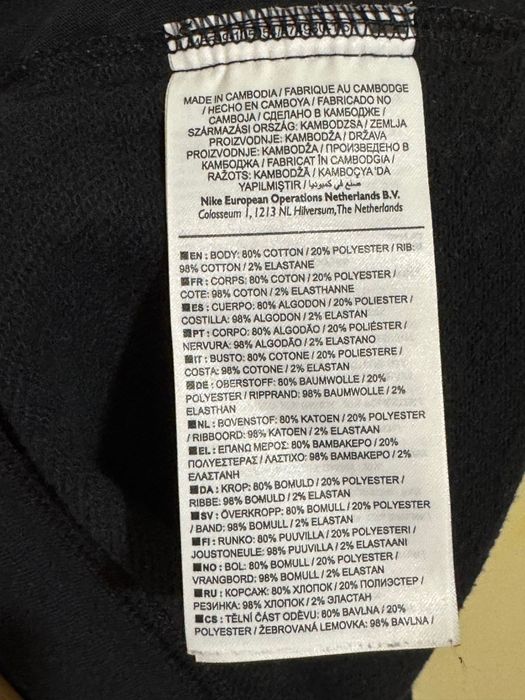 MADE IN CAMBODIA / FABRIQUE AU CAMBODGE
/ HECHO EN CAMBOYA / FABRICADO NO
CAMBOJA / СДЕЛАНО В КАМБОДЖЕ /
SZÁRMAZÁSI ORSZÁG: KAMBODZSA / ZEMLJA
PROIZVODNJE: KAMBODŽA / DRŽAVA
PROIZVODNJE: KAMBODŽA / ПРОИЗВЕДЕНО В
КАМБОДЖА / FABRICAT ÎN CAMBODGIA /
RAŽOTS: KAMBODŽĀ / KAMBOÇYA 'DA
YAPILMIŞTIR / صنع في كمبوديا
Nike European Operations Netherlands B.V.
Colosseum 1, 1213 NL Hilversum, The Netherlands
EN : BODY: 80% COTTON / 20% POLYESTER / RIB:
98% COTTON / 2% ELASTANE
FR : CORPS: 80% COTON / 20% POLYESTER /
COTE: 98% COTON / 2% ELASTHANNE
ES : CUERPO: 80% ALGODON / 20% POLIESTER /
COSTILLA: 98% ALGODON / 2% ELASTAN
PT : CORPO: 80% ALGODÃO / 20% POLIÉSTER /
NERVURA: 98% ALGODÃO / 2% ELASTANO
IT : BUSTO: 80% COTONE / 20% POLIESTERE /
COSTA: 98% COTONE / 2% ELASTAN
DE : OBERSTOFF: 80% BAUMWOLLE / 20%
POLYESTER / RIPPRAND: 98% BAUMWOLLE / 2%
ELASTHAN
NL : BOVENSTOF: 80% KATOEN / 20% POLYESTER
/ RIBBOORD: 98% KATOEN / 2% ELASTAAN
EL : ΕΠΑΝΩ ΜΕΡΟΣ: 80% ΒΑΜΒΑΚΕΡΟ / 20%
ΠΟΛΥΕΣΤΕΡΑΣ / ΛΑΣΤΙΧΟ: 98% ΒΑΜΒΑΚΕΡΟ / 2%
ΕΛΑΣΤΑΝΗ
DA : KROP: 80% BOMULD / 20% POLYESTER /
RIBBE: 98% BOMULD / 2% ELASTAN
SV : ÖVERKROPP: 80% BOMULL / 20% POLYESTER
/ BAND: 98% BOMULL / 2% ELASTAN
FI : RUNKO: 80% PUUVILLA / 20% POLYESTERI /
JOUSTONEULE: 98% PUUVILLA / 2% ELASTAANI
NO : BOL: 80% BOMULL / 20% POLYESTER /
VRANGBORD: 98% BOMULL / 2% ELASTAN
RU : КОРСАЖ: 80% ХЛОПОК / 20% ПОЛИЭСТЕР /
РЕЗИНКА: 98% ХЛОПОК / 2% ЭЛАСТАН
CS : TĚLNÍ ČÁST ODĚVU: 80% BAVLNA / 20%
POLYESTER / ŽEBROVANÁ LEMOVKA: 98% BAVLNA /